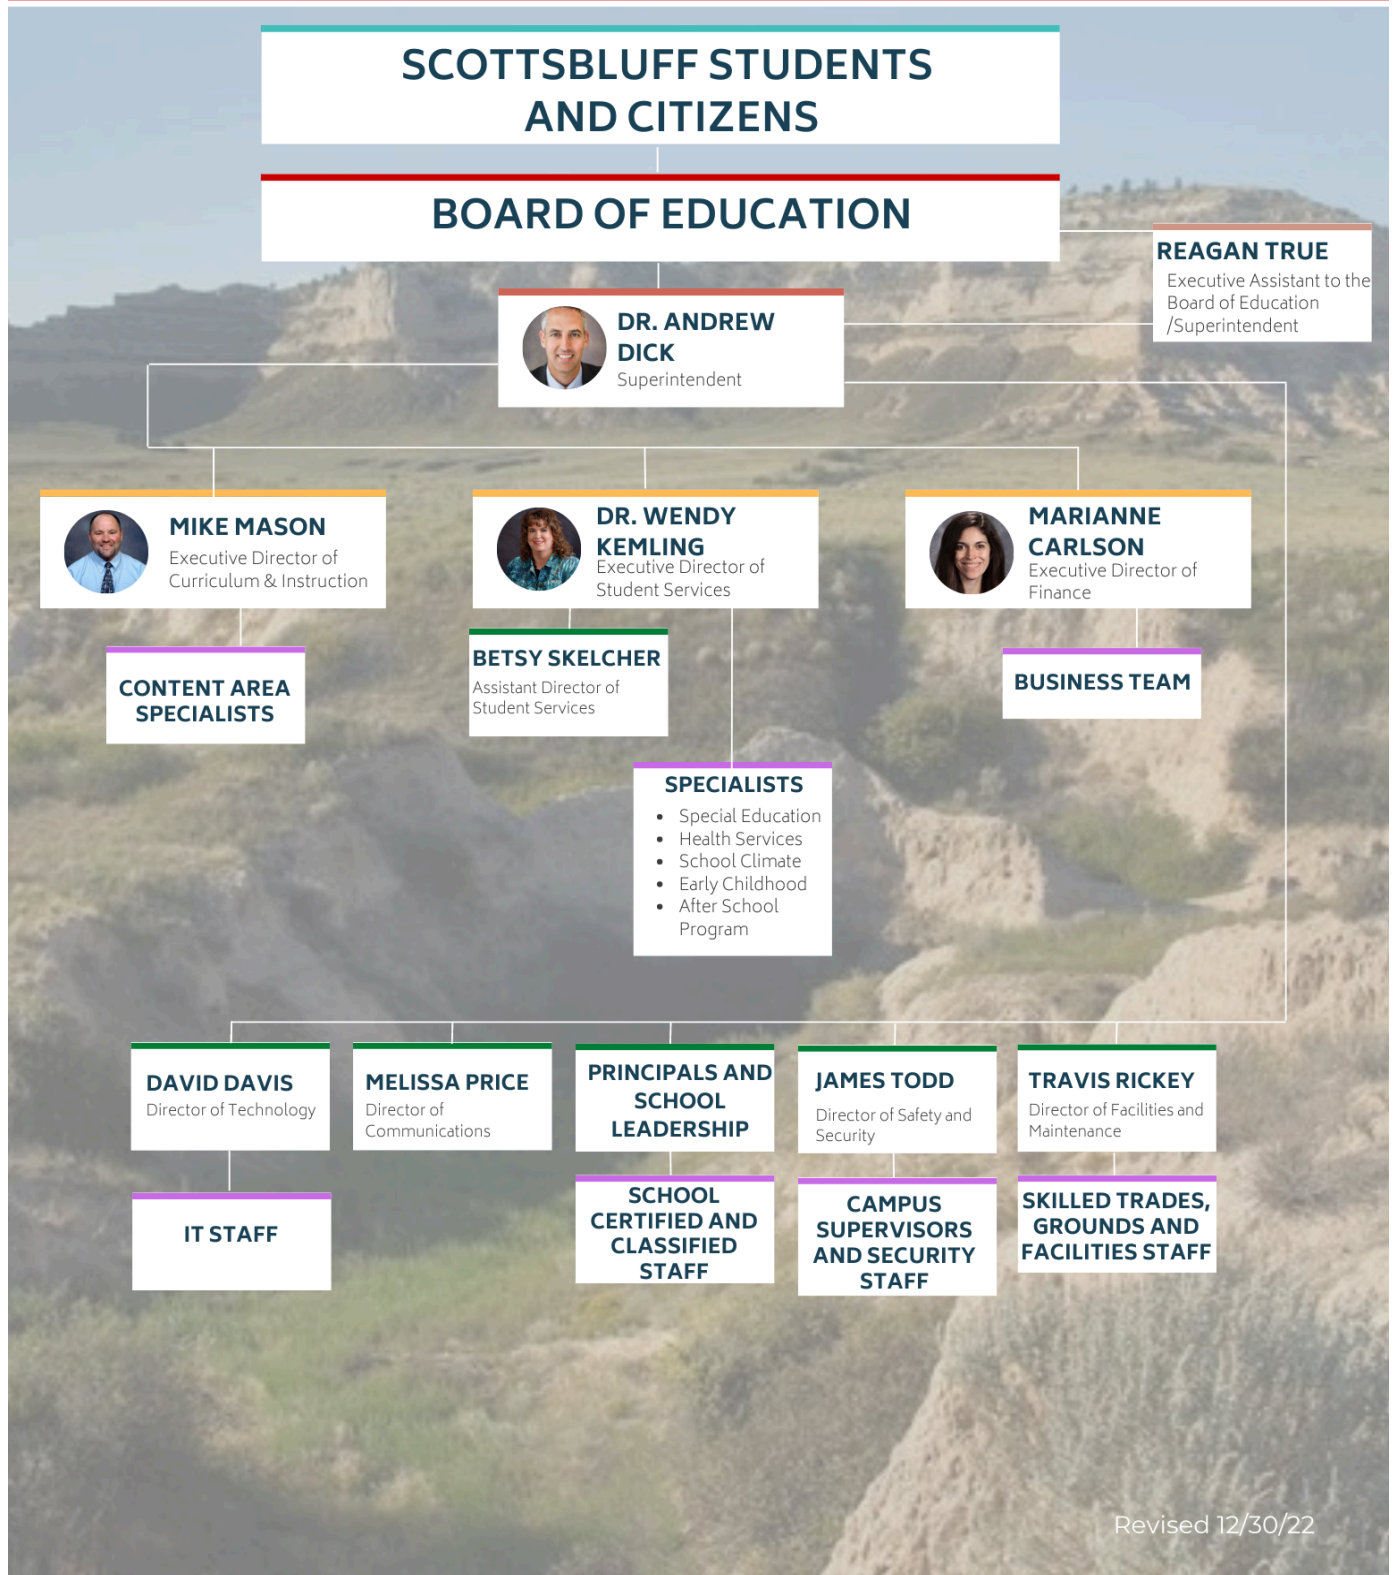 SCOTTSBLUFF STUDENTS
AND CITIZENS
BOARD OF EDUCATION
REAGAN TRUE
Executive Assistant to the
Board of Education
/Superintendent
DR. ANDREW
DICK
Superintendent
MIKE MASON
Executive Director of
Curriculum & Instruction
DR. WENDY
KEMLING
Executive Director of
Student Services
MARIANNE
CARLSON
Executive Director of
Finance
CONTENT AREA
SPECIALISTS
BETSY SKELCHER
Assistant Director of
Student Services
BUSINESS TEAM
SPECIALISTS
• Special Education
• Health Services
• School Climate
• Early Childhood
• After School
Program
DAVID DAVIS
Director of Technology
MELISSA PRICE
Director of
Communications
PRINCIPALS AND
SCHOOL
LEADERSHIP
JAMES TODD
Director of Safety and
Security
TRAVIS RICKEY
Director of Facilities and
Maintenance
IT STAFF
SCHOOL
CERTIFIED AND
CLASSIFIED
STAFF
CAMPUS
SUPERVISORS
AND SECURITY
STAFF
SKILLED TRADES,
GROUNDS AND
FACILITIES STAFF
Revised 12/30/22